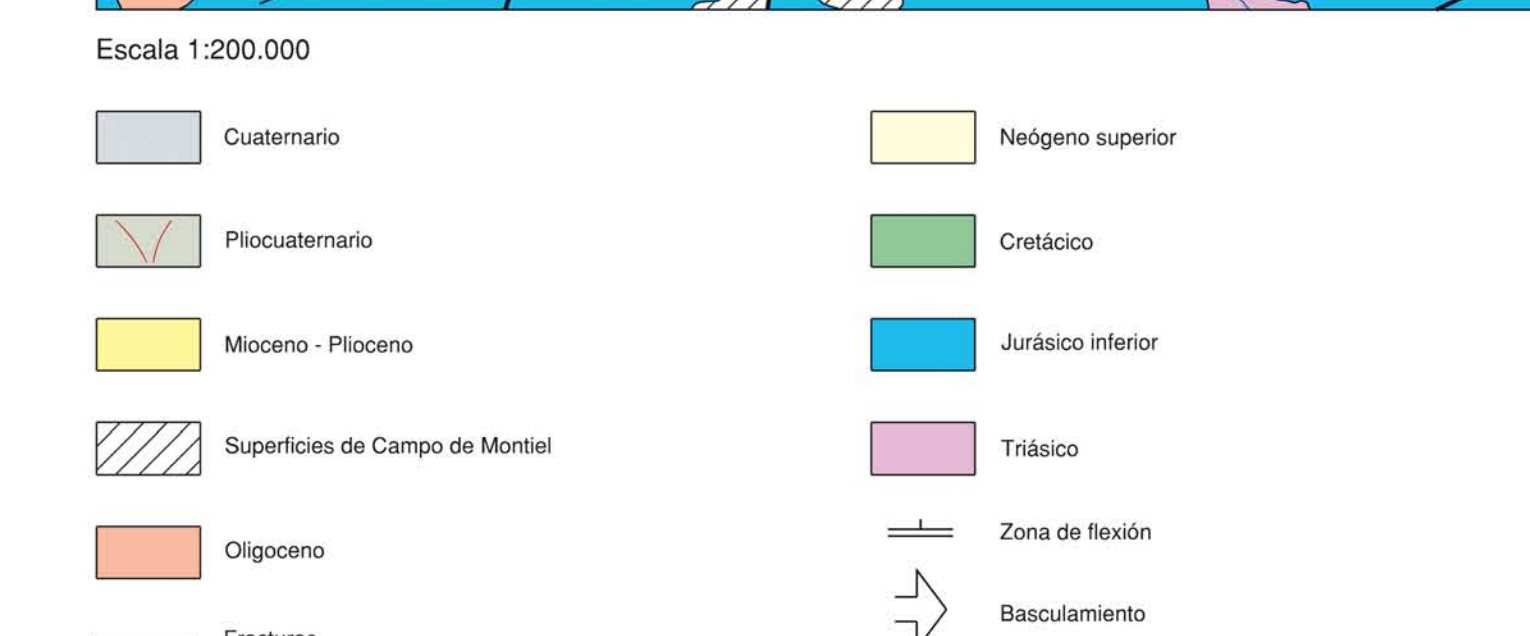 Escala 1:200.000
Cuaternario
Pliocuaternario
Mioceno - Plioceno
Superficies de Campo de Montiel
Oligoceno
Fracturas
Neógeno superior
Cretácico
Jurásico inferior
Triásico
Zona de flexión
Basculamiento